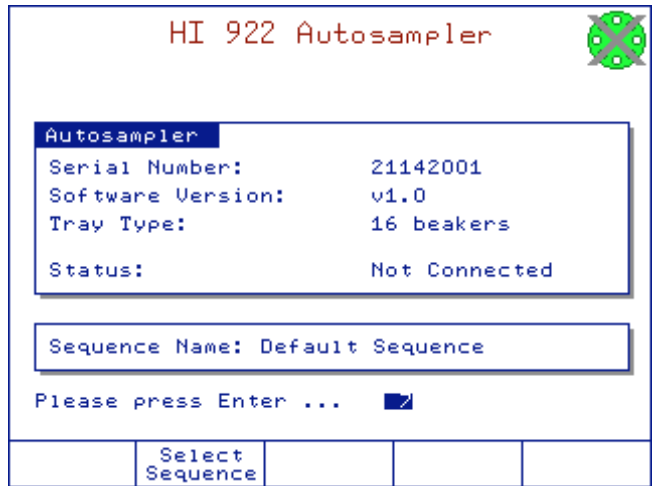 HI 922 Autosampler
Autosampler
Serial Number: 21142001
Software Version: v1.0
Tray Type: 16 beakers
Status: Not Connected
Sequence Name: Default Sequence
Please press Enter ...
Select
Sequence